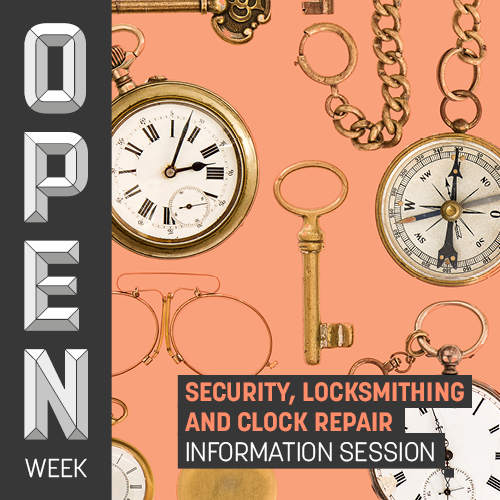 OPEN
WEEK
SECURITY, LOCKSMITHING
AND CLOCK REPAIR
INFORMATION SESSION